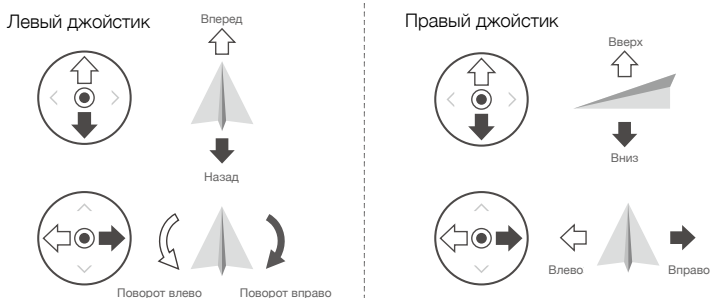 Левый джойстик
Вперед
Назад
Поворот влево
Поворот вправо
Правый джойстик
Вверх
Вниз
Влево
Вправо